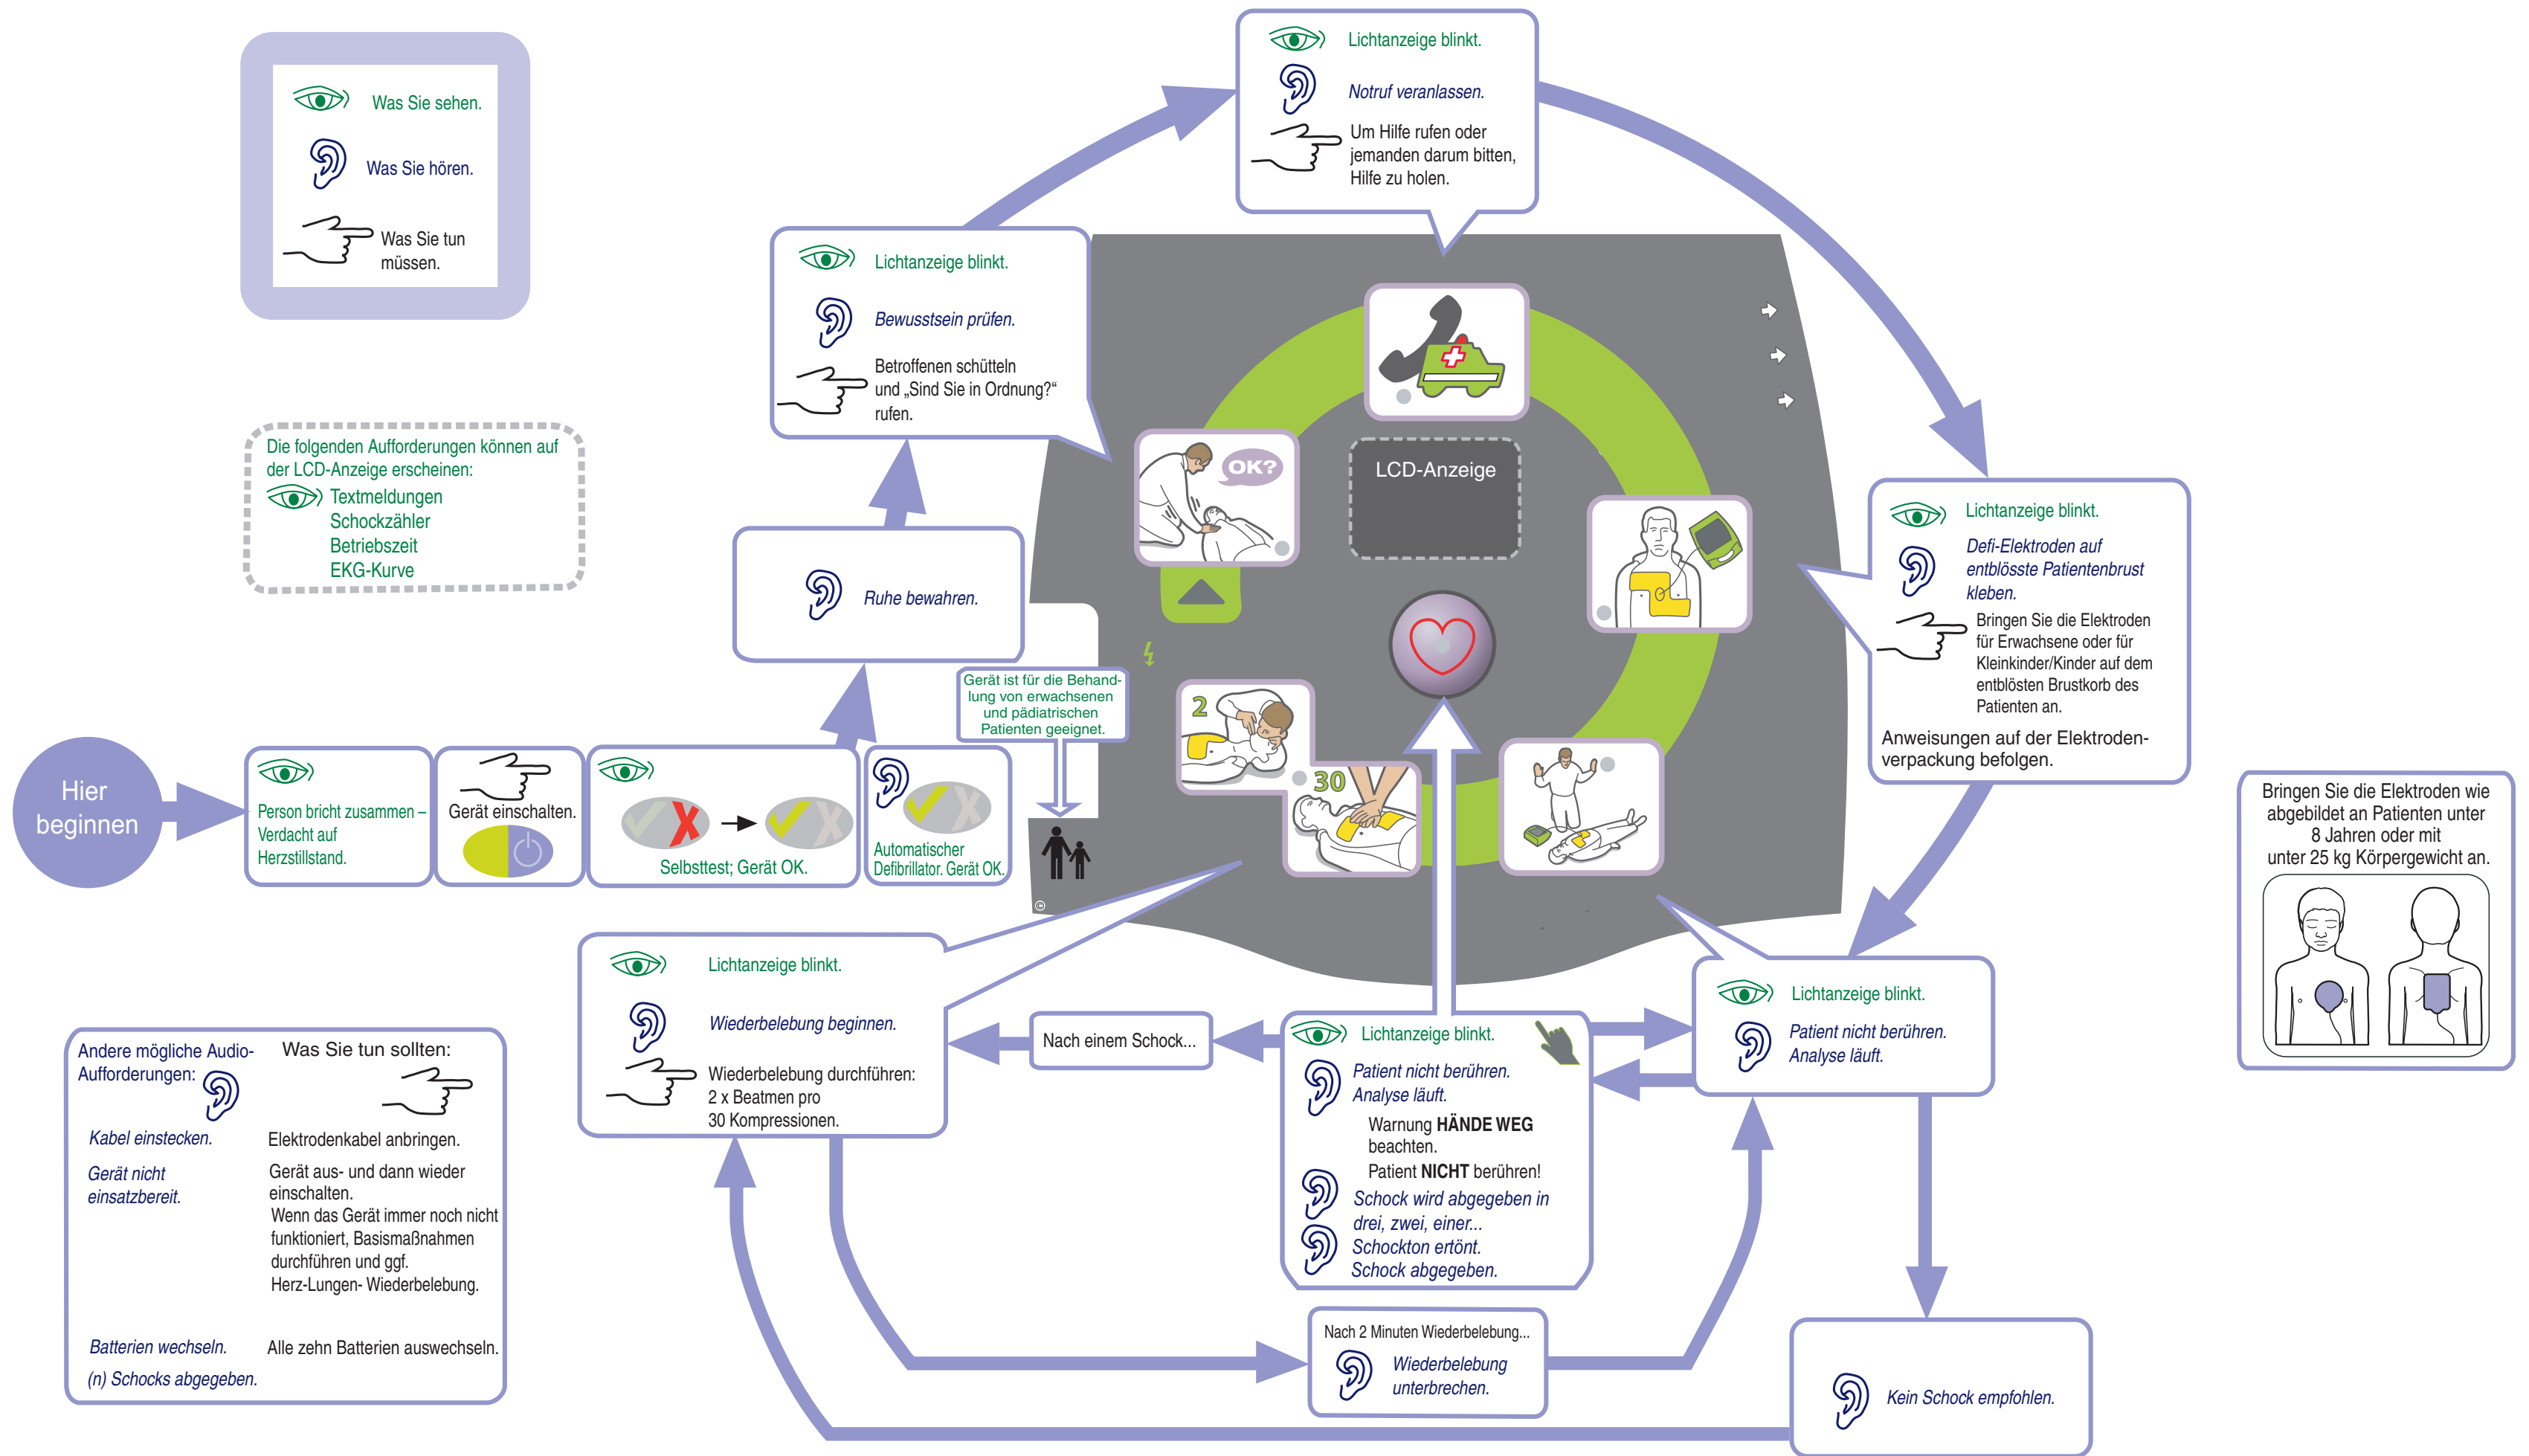 Was Sie sehen.
Was Sie hören.
Was Sie tun
müssen.
Die folgenden Aufforderungen können auf
der LCD-Anzeige erscheinen:
Textmeldungen
Schockzähler
Betriebszeit
EKG-Kurve
Hier
beginnen
Person bricht zusammen –
Verdacht auf
Herzstillstand.
Gerät einschalten.
Selbsttest; Gerät OK.
Automatischer
Defibrillator. Gerät OK.
Gerät ist für die Behand-
lung von erwachsenen
und pädiatrischen
Patienten geeignet.
Ruhe bewahren.
Lichtanzeige blinkt.
Bewusstsein prüfen.
Betroffenen schütteln
und „Sind Sie in Ordnung?“
rufen.
Lichtanzeige blinkt.
Notruf veranlassen.
Um Hilfe rufen oder
jemanden darum bitten,
Hilfe zu holen.
OK?
LCD-Anzeige
2
30
Lichtanzeige blinkt.
Defi-Elektroden auf
entblösste Patientenbrust
kleben.
Bringen Sie die Elektroden
für Erwachsene oder für
Kleinkinder/Kinder auf dem
entblösten Brustkorb des
Patienten an.
Anweisungen auf der Elektroden-
verpackung befolgen.
Bringen Sie die Elektroden wie
abgebildet an Patienten unter
8 Jahren oder mit
unter 25 kg Körpergewicht an.
Lichtanzeige blinkt.
Patient nicht berühren.
Analyse läuft.
Lichtanzeige blinkt.
Patient nicht berühren.
Analyse läuft.
Warnung HÄNDE WEG
beachten.
Patient NICHT berühren!
Schock wird abgegeben in
drei, zwei, einer...
Schockton ertönt.
Schock abgegeben.
Nach einem Schock...
Lichtanzeige blinkt.
Wiederbelebung beginnen.
Wiederbelebung durchführen:
2 x Beatmen pro
30 Kompressionen.
Nach 2 Minuten Wiederbelebung...
Wiederbelebung
unterbrechen.
Kein Schock empfohlen.
Andere mögliche Audio-
Aufforderungen:
Was Sie tun sollten:
Kabel einstecken.
Elektrodenkabel anbringen.
Gerät nicht
einsatzbereit.
Gerät aus- und dann wieder
einschalten.
Wenn das Gerät immer noch nicht
funktioniert, Basismaßnahmen
durchführen und ggf.
Herz-Lungen- Wiederbelebung.
Batterien wechseln.
Alle zehn Batterien auswechseln.
(n) Schocks abgegeben.